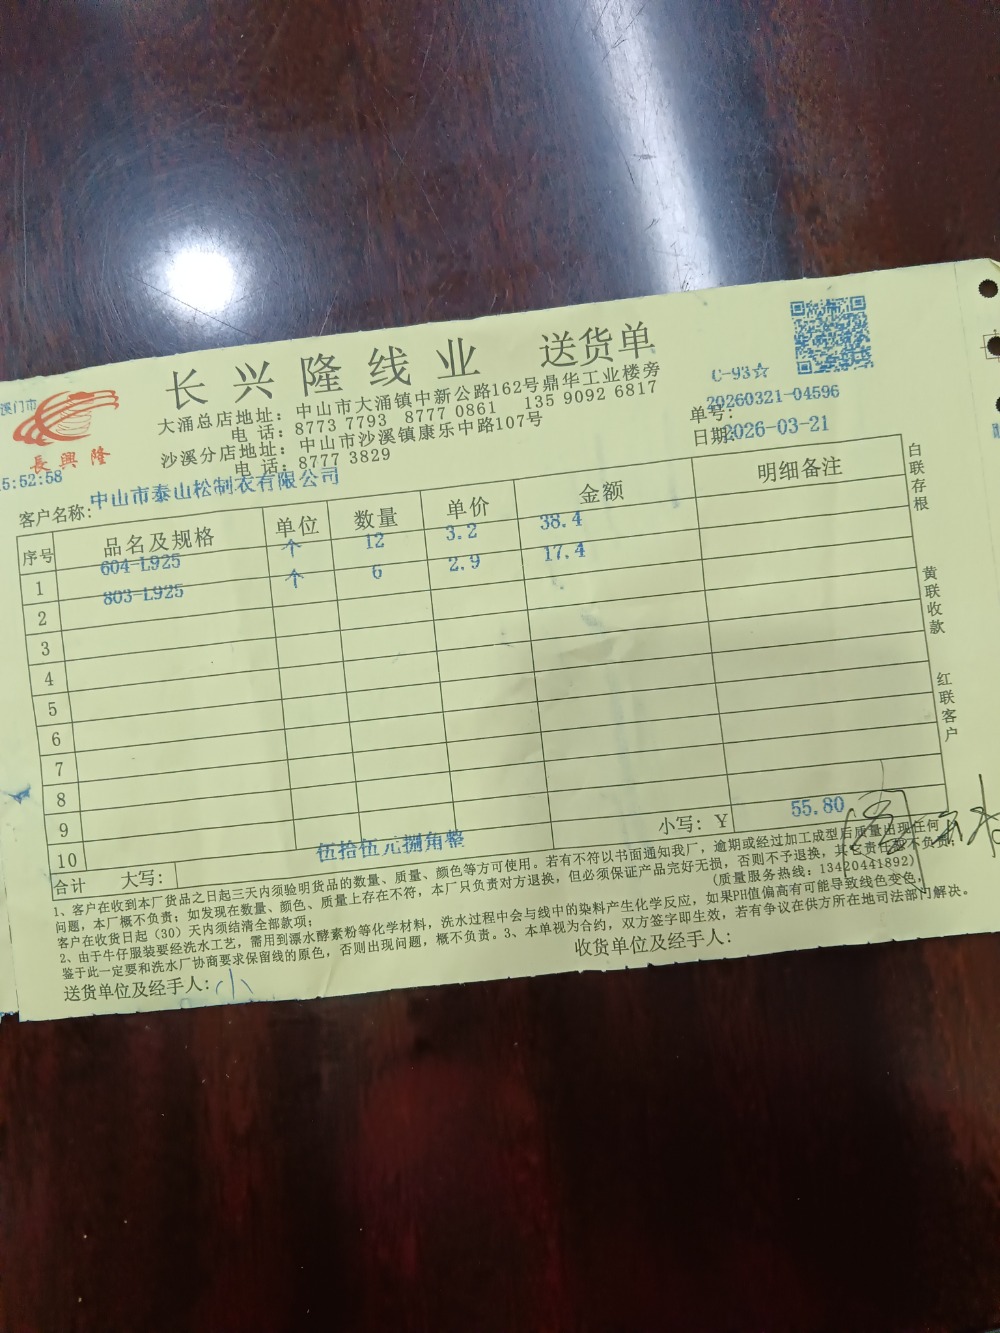 长兴隆线业 送货单
大涌总店地址：中山市大涌镇中新公路162号鼎华工业楼旁
电 话：8773 7793 8777 0861 135 9092 6817
沙溪分店地址：中山市沙溪镇康乐中路107号
电 话：8777 3829
C-93☆
单号：20260321-04596
日期：2026-03-21
溪门市
長興隆
5:52:58
客户名称：中山市泰山松制衣有限公司
序号 品名及规格 单位 数量 单价 金额 明细备注
1 604-L925 个 12 3.2 38.4
2 803-L925 个 6 2.9 17.4
3
4
5
6
7
8
9
10
合计 大写： 伍拾伍元捌角整 小写：Y 55.80
白联存根
黄联收款
红联客户
1、客户在收到本厂货品之日起三天内须验明货品的数量、质量、颜色等方可使用。若有不符以书面通知我厂，逾期或经过加工成型后质量出现任何
问题，本厂概不负责；如发现在数量、颜色、质量上存在不符，本厂只负责对方退换，但必须保证产品完好无损，否则不予退换，其它责任概不负责；
客户在收货日起（30）天内须结清全部款项； （质量服务热线：13420441892）
2、由于牛仔服装要经洗水工艺，需用到漂水酵素粉等化学材料，洗水过程中会与线中的染料产生化学反应，如果PH值偏高有可能导致线色变色，
鉴于此一定要和洗水厂协商要求保留线的原色，否则出现问题，概不负责。3、本单视为合约，双方签字即生效，若有争议在供方所在地司法部门解决。
送货单位及经手人：小
收货单位及经手人：